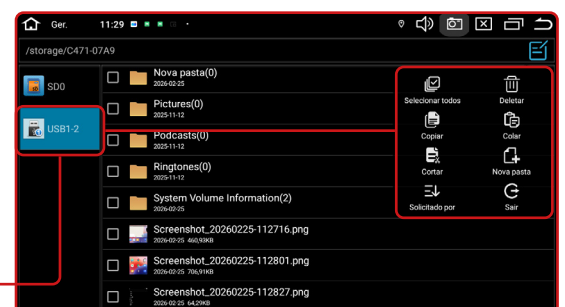 Ger.
11:29
/storage/C471-07A9
SD0
USB1-2
Nova pasta(0)
2026-02-25
Pictures(0)
2025-11-12
Podcasts(0)
2025-11-12
Ringtones(0)
2025-11-12
System Volume Information(2)
2026-02-25
Screenshot_20260225-112716.png
2026-02-25 460,93KB
Screenshot_20260225-112801.png
2026-02-25 706,91KB
Screenshot_20260225-112827.png
2026-02-25 64,29KB
Selecionar todos
Deletar
Copiar
Colar
Cortar
Nova pasta
Solicitado por
Sair